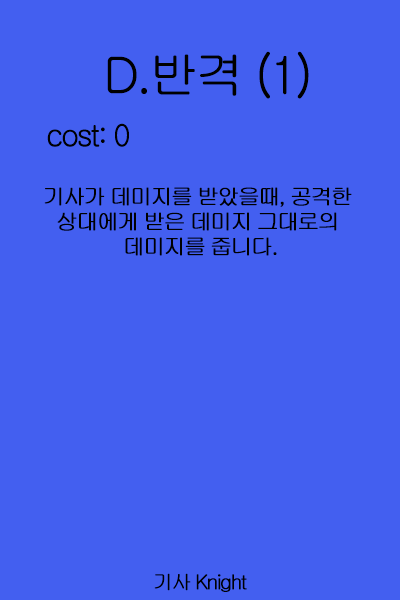 D.반격 (1)
cost: 0
기사가 데미지를 받았을때, 공격한
상대에게 받은 데미지 그대로의
데미지를 줍니다.
기사 Knight